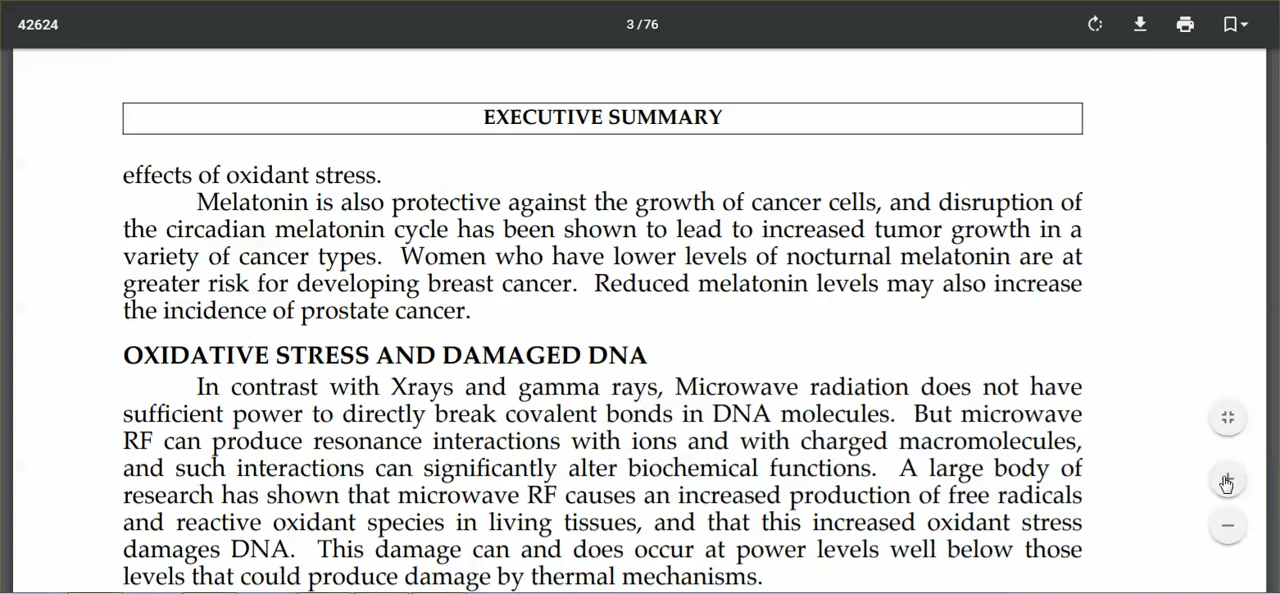 42624
3 / 76
EXECUTIVE SUMMARY
effects of oxidant stress.
Melatonin is also protective against the growth of cancer cells, and disruption of
the circadian melatonin cycle has been shown to lead to increased tumor growth in a
variety of cancer types. Women who have lower levels of nocturnal melatonin are at
greater risk for developing breast cancer. Reduced melatonin levels may also increase
the incidence of prostate cancer.
OXIDATIVE STRESS AND DAMAGED DNA
In contrast with Xrays and gamma rays, Microwave radiation does not have
sufficient power to directly break covalent bonds in DNA molecules. But microwave
RF can produce resonance interactions with ions and with charged macromolecules,
and such interactions can significantly alter biochemical functions. A large body of
research has shown that microwave RF causes an increased production of free radicals
and reactive oxidant species in living tissues, and that this increased oxidant stress
damages DNA. This damage can and does occur at power levels well below those
levels that could produce damage by thermal mechanisms.